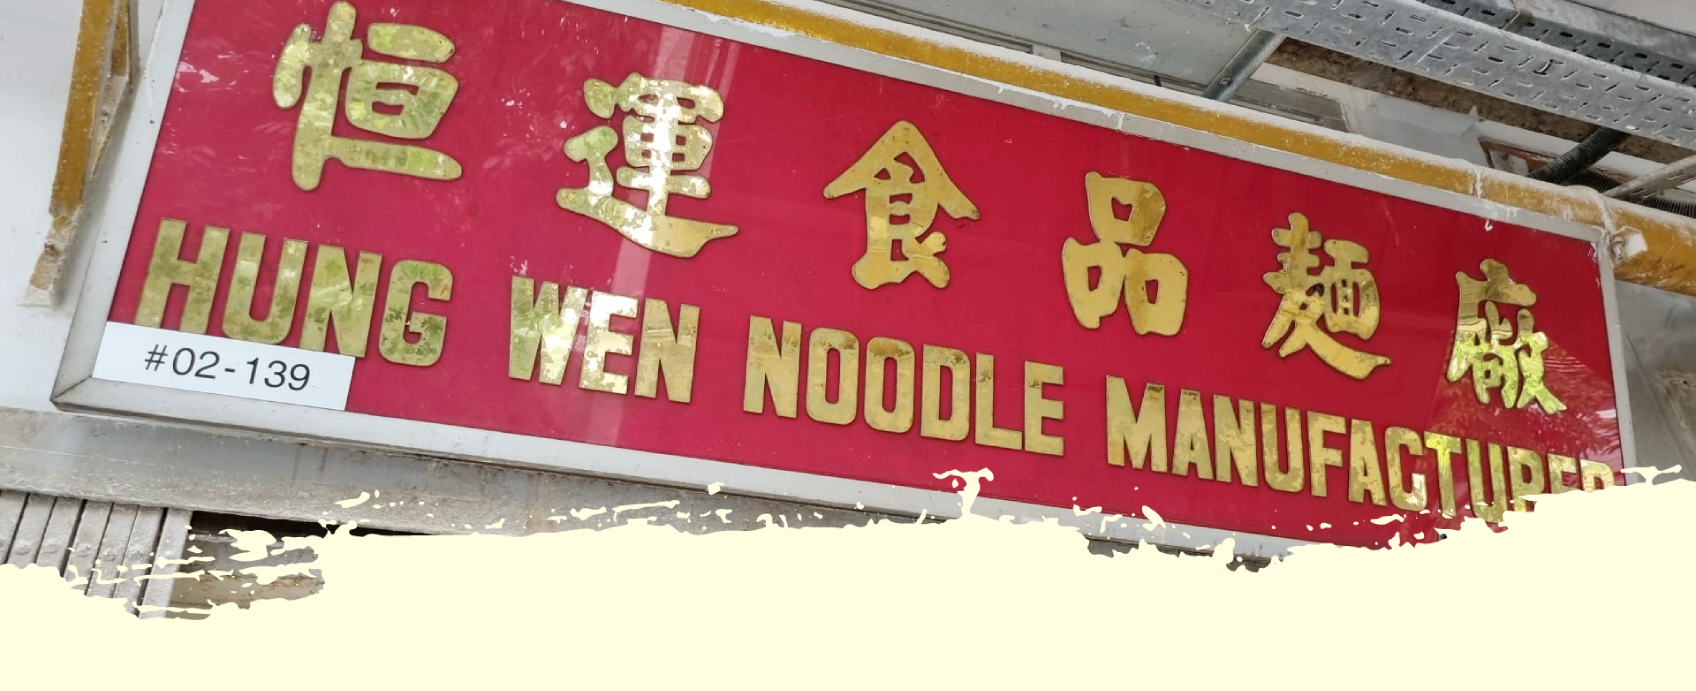 恒運食品麵廠
HUNG WEN NOODLE MANUFACTURER
#02-139